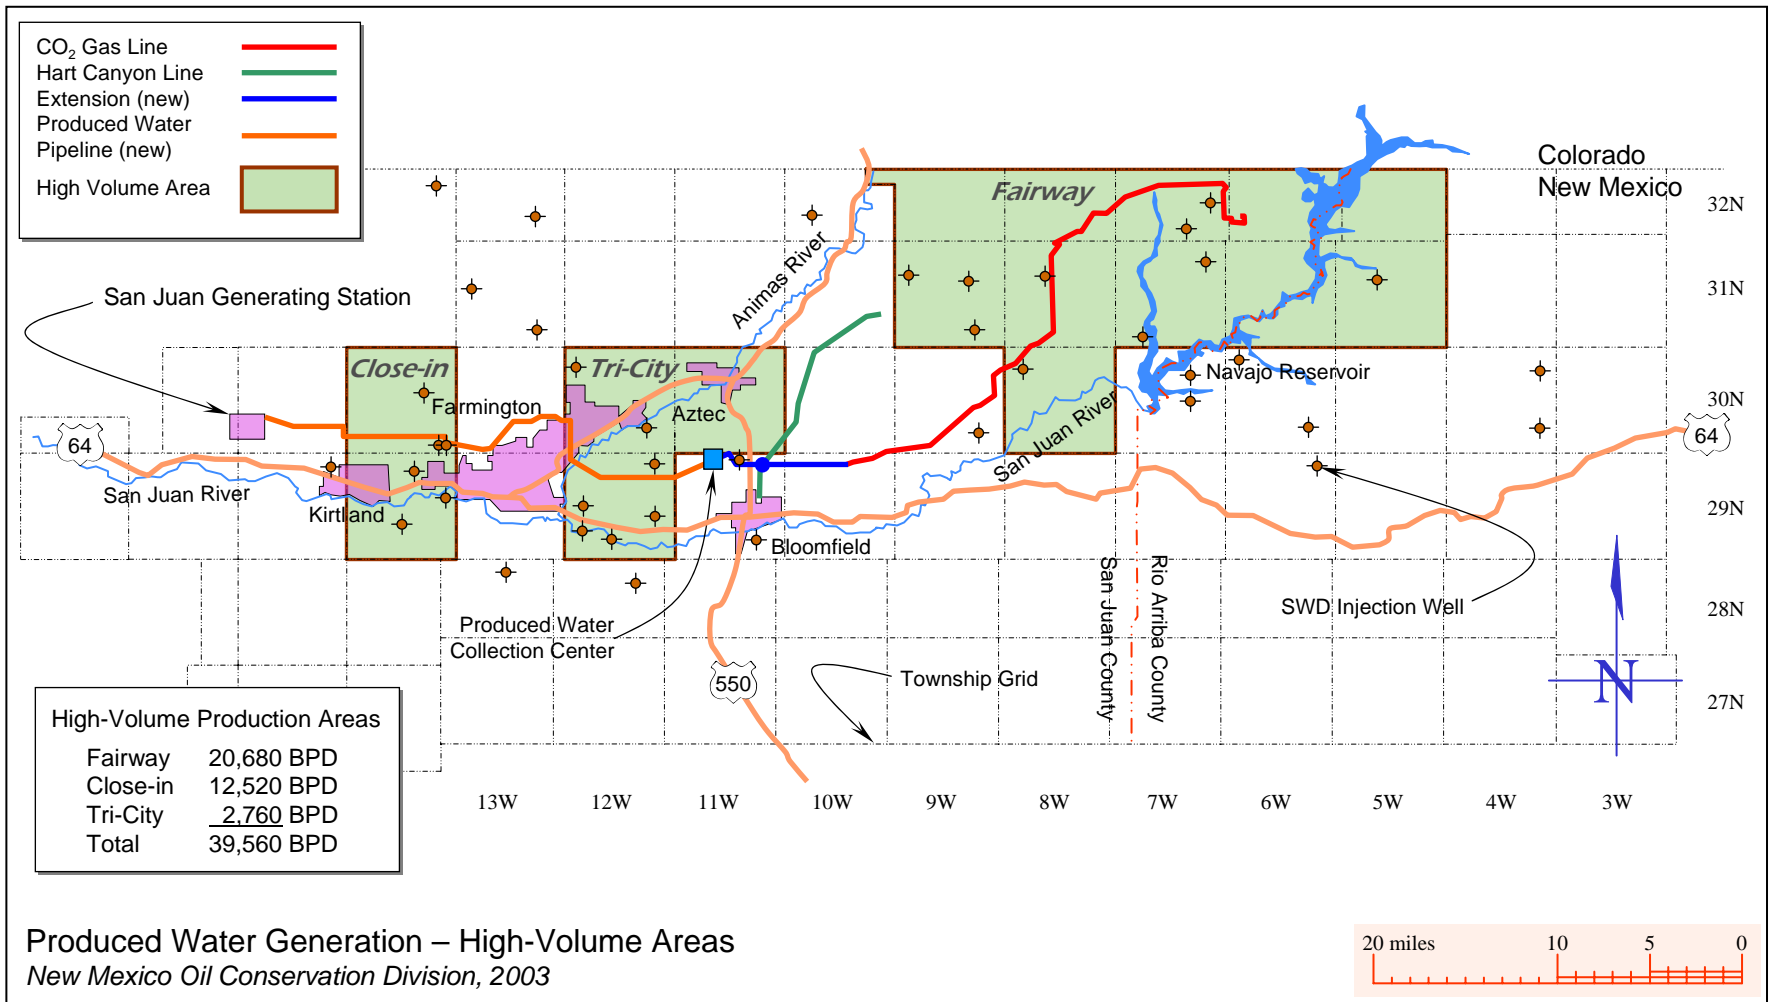 CO2 Gas Line
Hart Canyon Line
Extension (new)
Produced Water
Pipeline (new)
High Volume Area
Colorado
New Mexico
Fairway
32N
31N
30N
29N
28N
27N
Animas River
San Juan Generating Station
Close-in
Tri-City
Farmington
Aztec
Navajo Reservoir
64
64
San Juan River
San Juan River
Kirtland
Bloomfield
San Juan County
Rio Arriba County
SWD Injection Well
Produced Water
Collection Center
Township Grid
550
N
High-Volume Production Areas
Fairway 20,680 BPD
Close-in 12,520 BPD
Tri-City 2,760 BPD
Total 39,560 BPD
13W 12W 11W 10W 9W 8W 7W 6W 5W 4W 3W
Produced Water Generation – High-Volume Areas
New Mexico Oil Conservation Division, 2003
20 miles 10 5 0